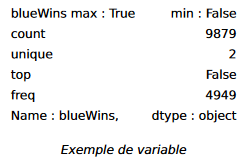 blueWins max : True min : False
count 9879
unique 2
top False
freq 4949
Name : blueWins, dtype : object
Exemple de variable